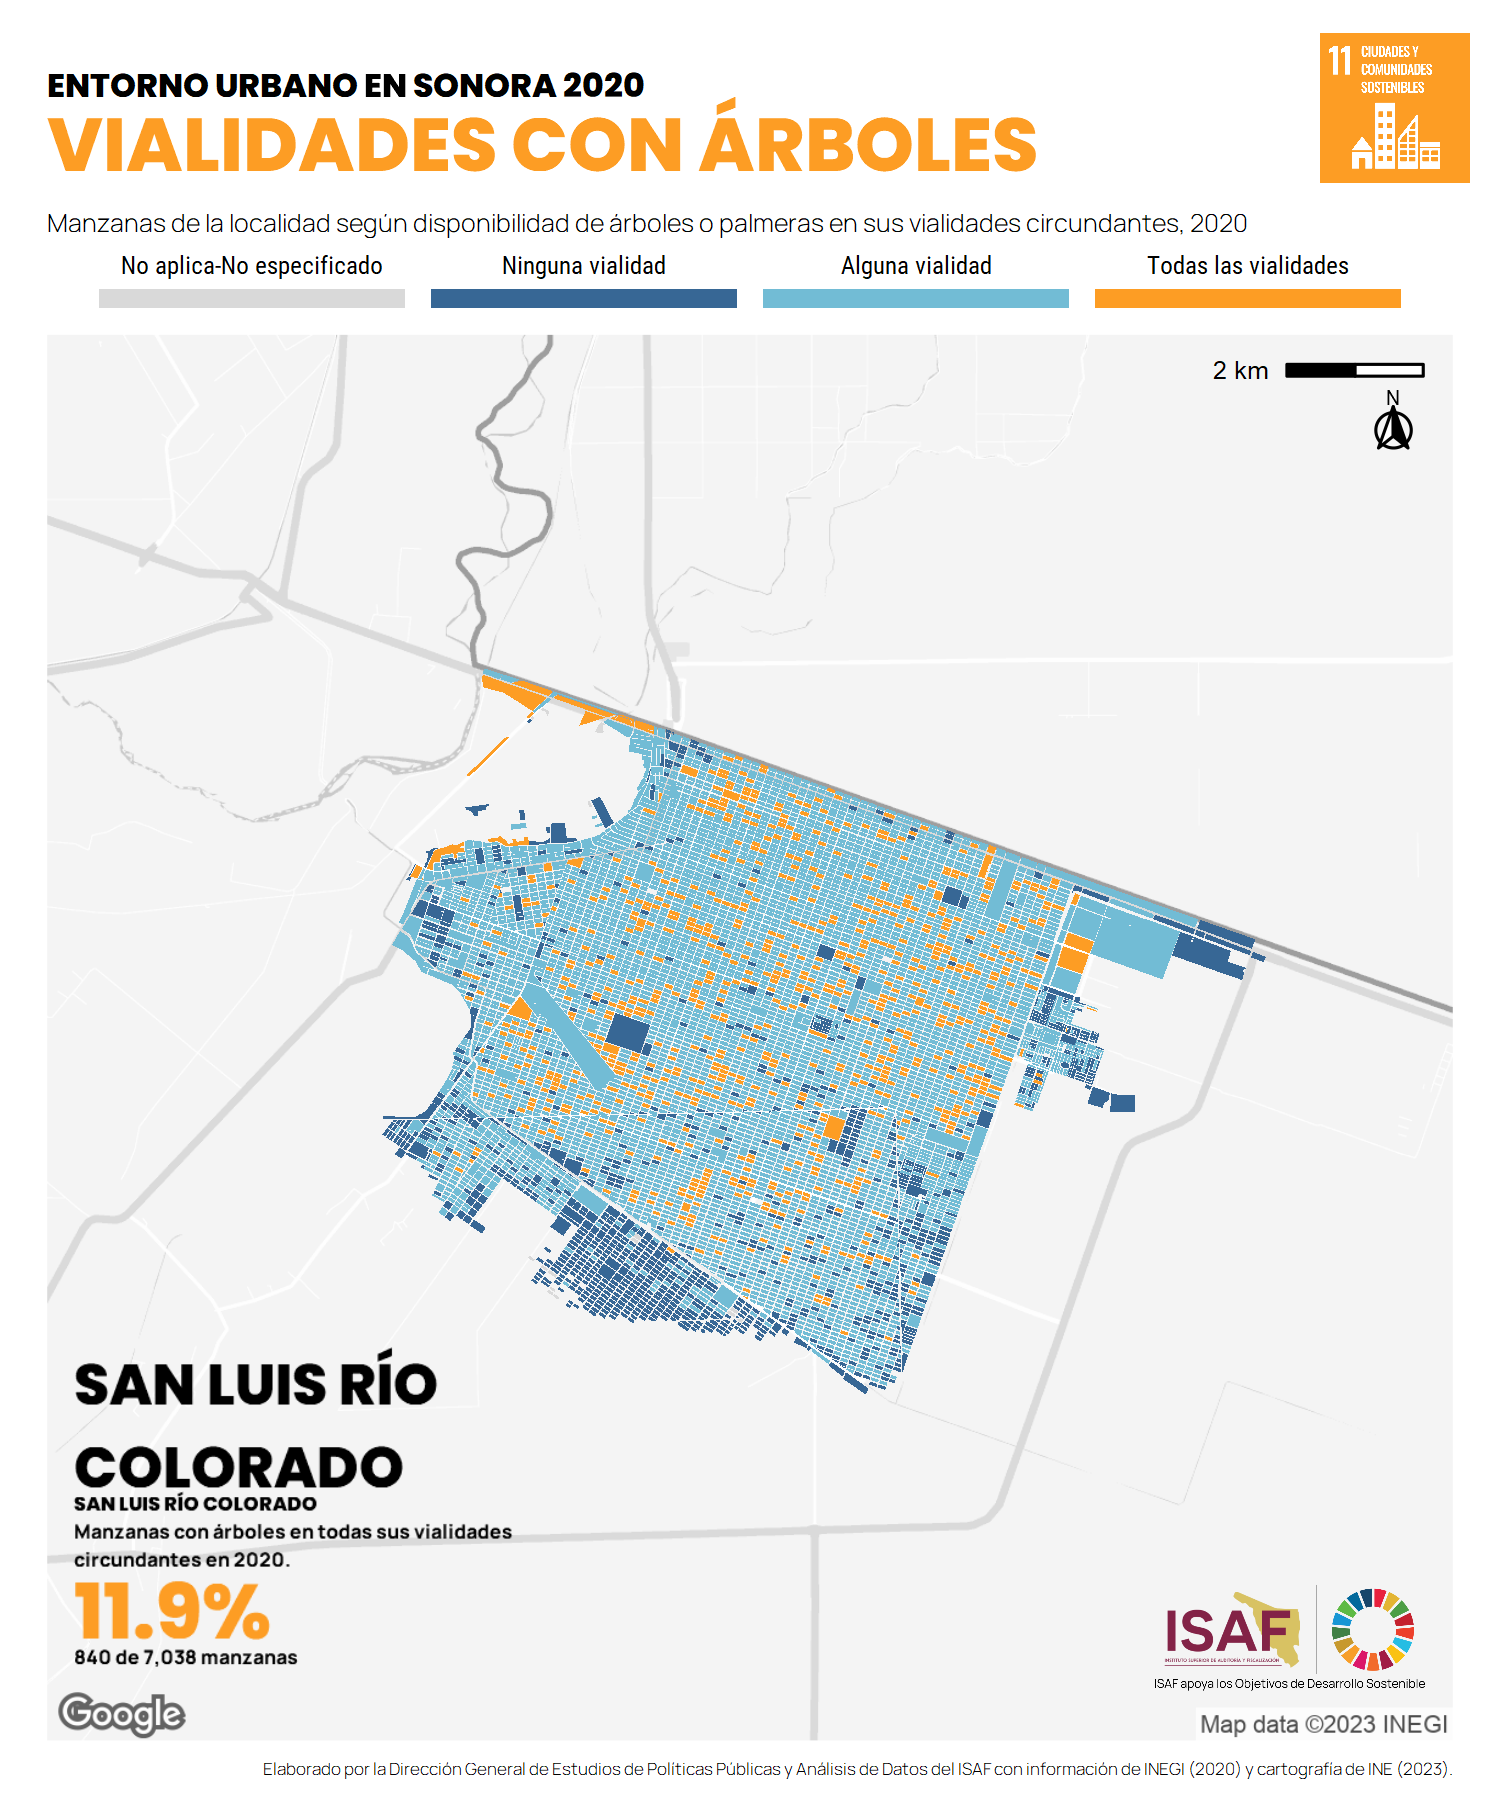 ENTORNO URBANO EN SONORA 2020
VIALIDADES CON ÁRBOLES
11 CIUDADES Y
COMUNIDADES
SOSTENIBLES
Manzanas de la localidad según disponibilidad de árboles o palmeras en sus vialidades circundantes, 2020
No aplica-No especificado
Ninguna vialidad
Alguna vialidad
Todas las vialidades
2 km
N
SAN LUIS RÍO
COLORADO
SAN LUIS RÍO COLORADO
Manzanas con árboles en todas sus vialidades
circundantes en 2020.
11.9%
840 de 7,038 manzanas
ISAF
INSTITUTO SUPERIOR DE AUDITORÍA Y FISCALIZACIÓN
ISAF apoya los Objetivos de Desarrollo Sostenible
Google
Map data ©2023 INEGI
Elaborado por la Dirección General de Estudios de Políticas Públicas y Análisis de Datos del ISAF con información de INEGI (2020) y cartografía de INE (2023).